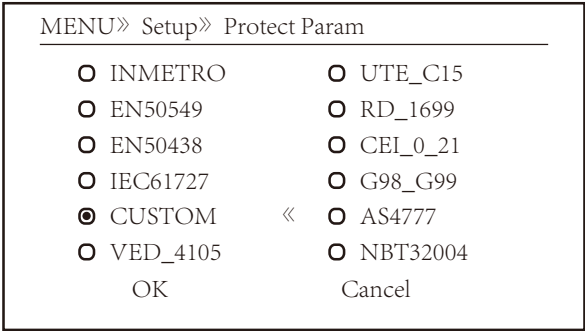 MENU》 Setup》 Protect Param
INMETRO UTE_C15
EN50549 RD_1699
EN50438 CEI_0_21
IEC61727 G98_G99
CUSTOM 《 AS4777
VED_4105 NBT32004
OK Cancel